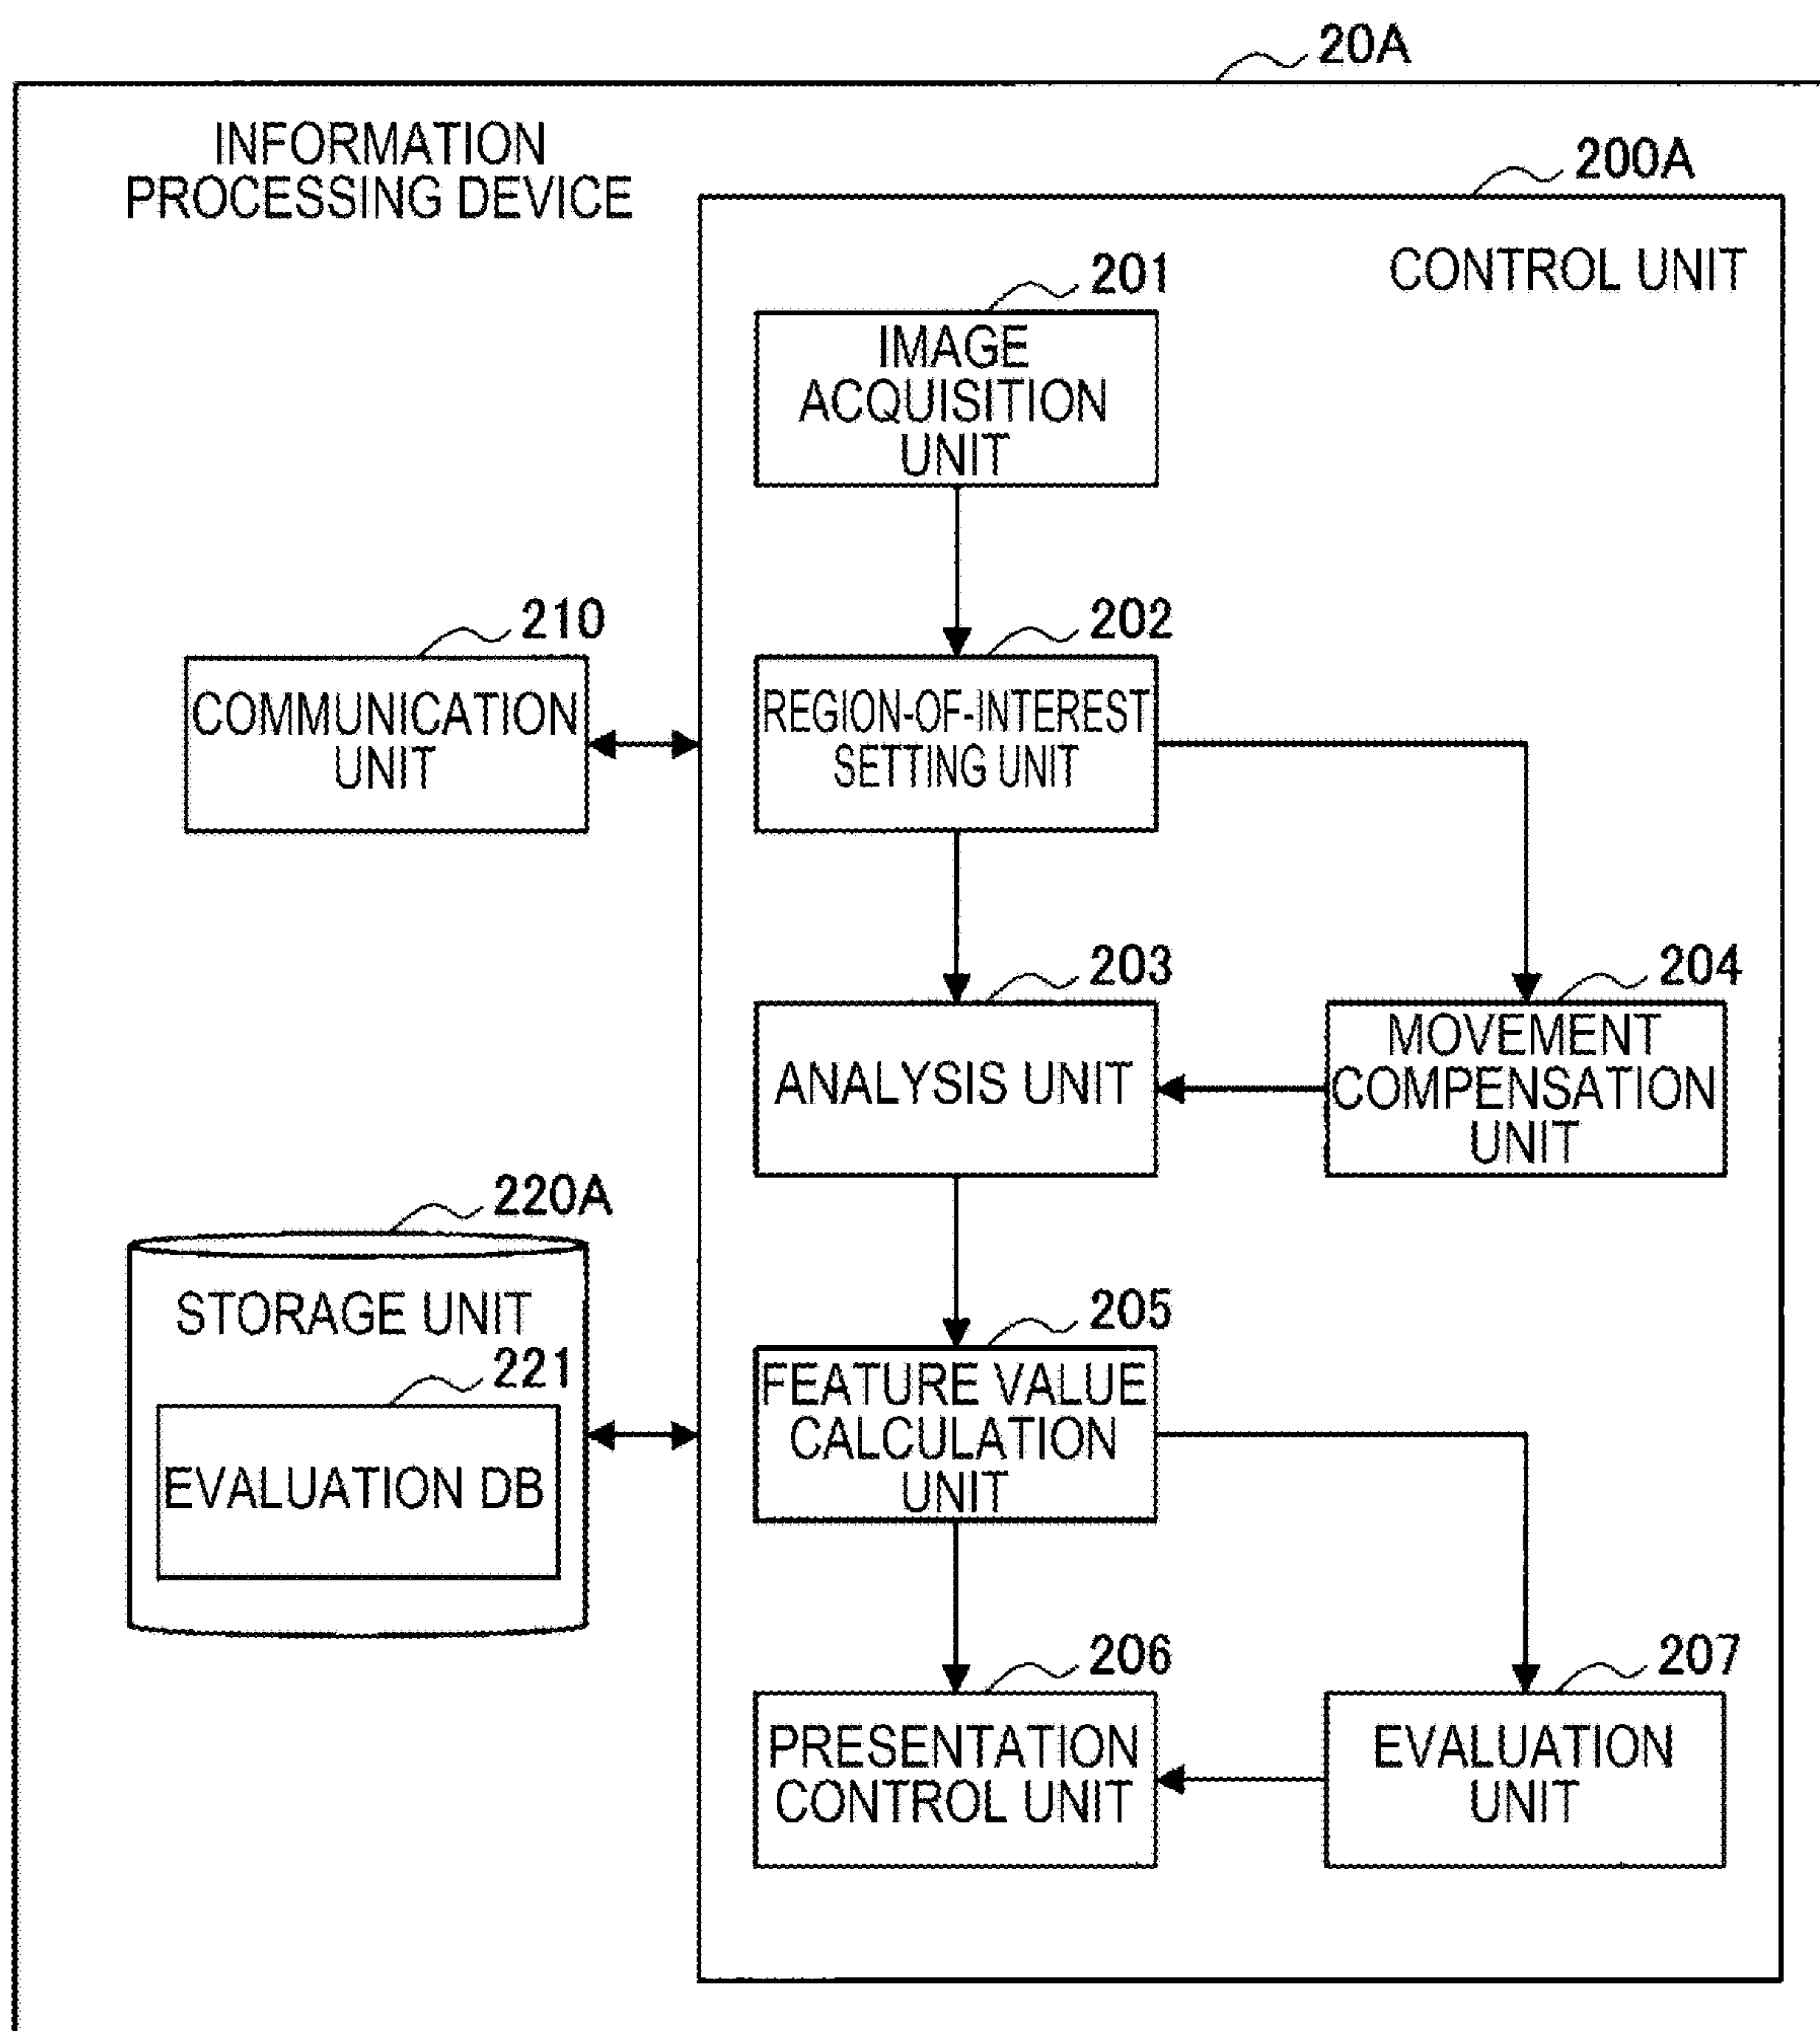 20A
INFORMATION
PROCESSING DEVICE
200A
CONTROL UNIT
201
IMAGE
ACQUISITION
UNIT
210
COMMUNICATION
UNIT
202
REGION-OF-INTEREST
SETTING UNIT
203
ANALYSIS UNIT
204
MOVEMENT
COMPENSATION
UNIT
220A
STORAGE UNIT
221
EVALUATION DB
205
FEATURE VALUE
CALCULATION
UNIT
206
PRESENTATION
CONTROL UNIT
207
EVALUATION
UNIT